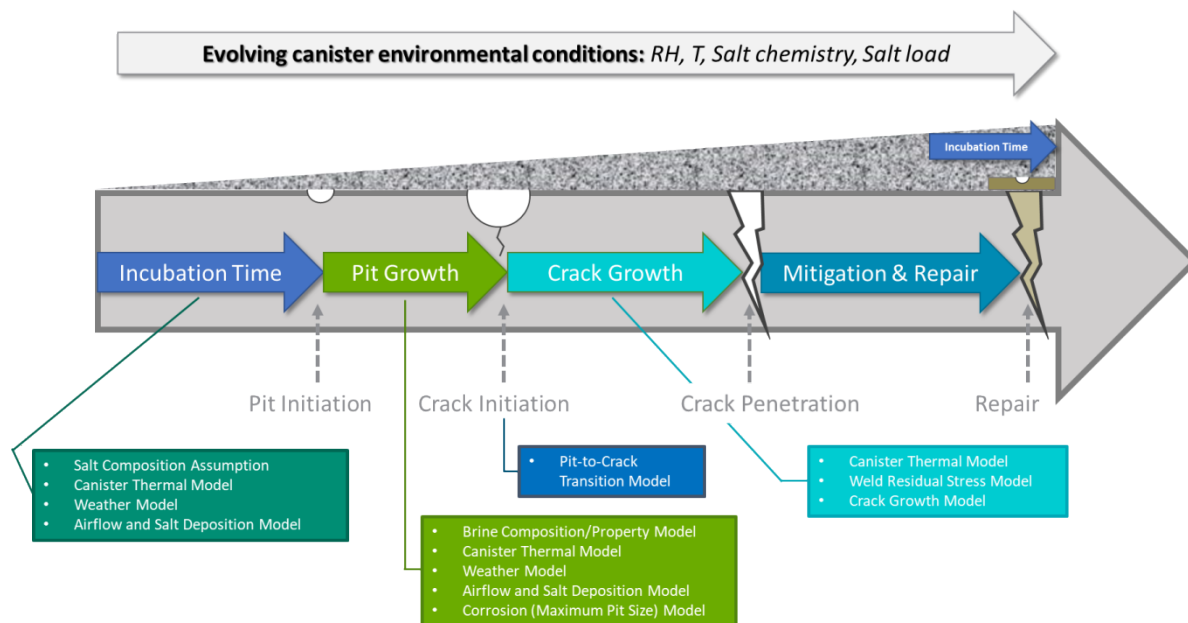 Evolving canister environmental conditions: RH, T, Salt chemistry, Salt load
Incubation Time
Incubation Time
Pit Growth
Crack Growth
Mitigation & Repair
Pit Initiation
Crack Initiation
Crack Penetration
Repair
• Salt Composition Assumption
• Canister Thermal Model
• Weather Model
• Airflow and Salt Deposition Model
• Pit-to-Crack
Transition Model
• Canister Thermal Model
• Weld Residual Stress Model
• Crack Growth Model
• Brine Composition/Property Model
• Canister Thermal Model
• Weather Model
• Airflow and Salt Deposition Model
• Corrosion (Maximum Pit Size) Model